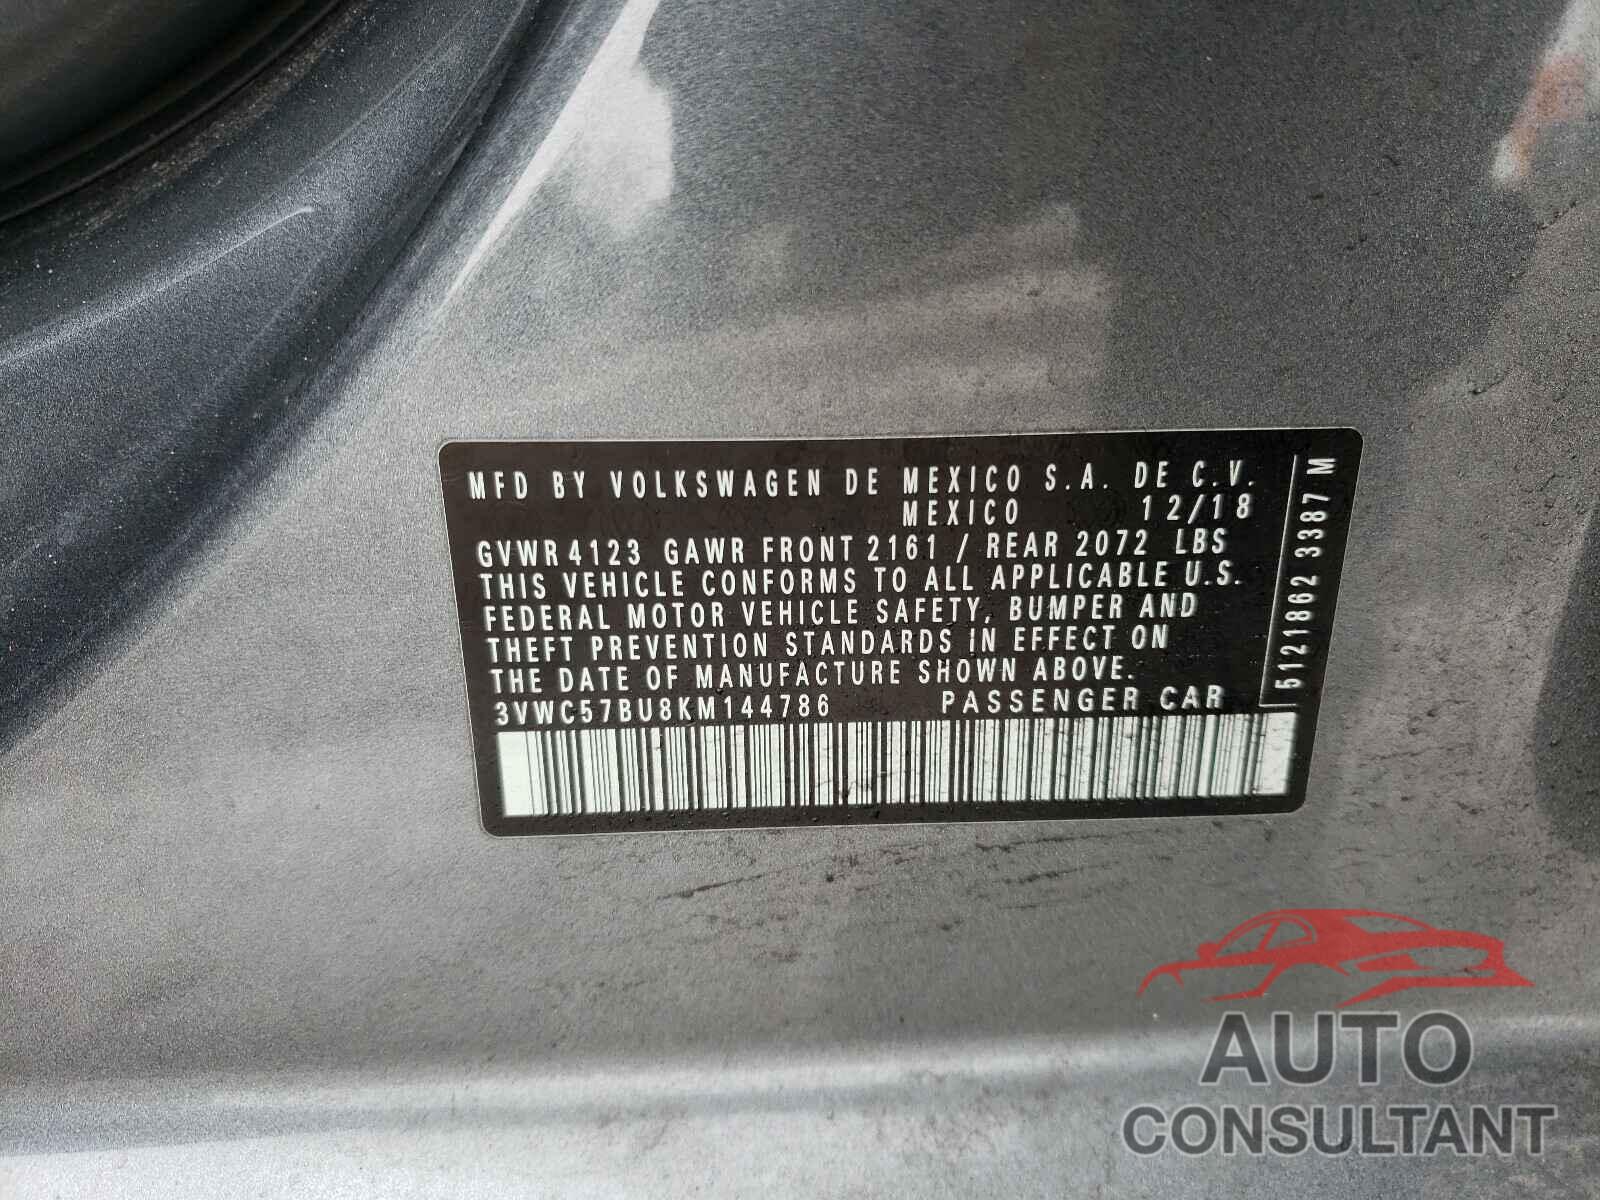 MFD BY VOLKSWAGEN DE MEXICO S.A. DE C.V.
MEXICO 12/18
GVWR 4123 GAWR FRONT 2161 / REAR 2072 LBS
THIS VEHICLE CONFORMS TO ALL APPLICABLE U.S.
FEDERAL MOTOR VEHICLE SAFETY, BUMPER AND
THEFT PREVENTION STANDARDS IN EFFECT ON
THE DATE OF MANUFACTURE SHOWN ABOVE.
3VWC57BU8KM144786 PASSENGER CAR
5121862 3387 M
AUTO
CONSULTANT